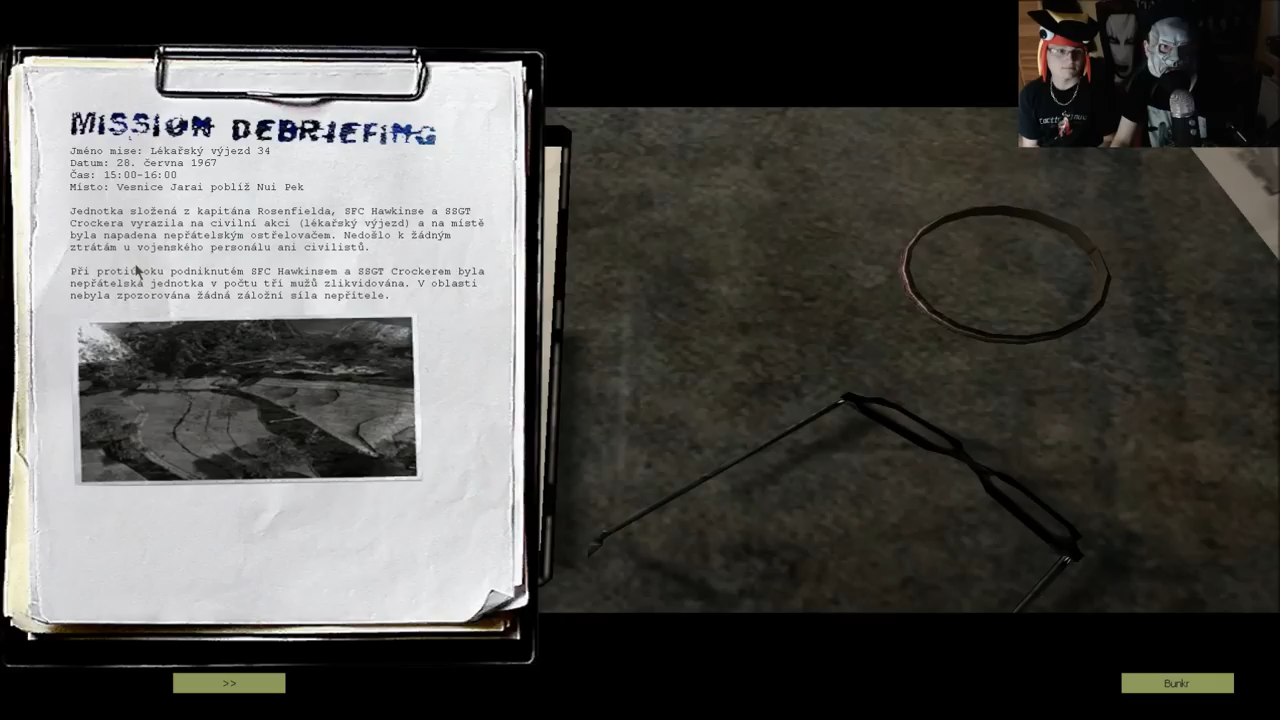 MISSION DEBRIEFING
Jméno mise: Lékařský výjezd 34
Datum: 28. června 1967
Čas: 15:00-16:00
Místo: Vesnice Jarai poblíž Nui Pek
Jednotka složená z kapitána Rosenfielda, SFC Hawkinse a SSGT
Crockera vyrazila na civilní akci (lékařský výjezd) a na místě
byla napadena nepřátelským ostřelovačem. Nedošlo k žádným
ztrátám u vojenského personálu ani civilistů.
Při protiútoku podniknutém SFC Hawkinsem a SSGT Crockerem byla
nepřátelská jednotka v počtu tří mužů zlikvidována. V oblasti
nebyla zpozorována žádná záložní síla nepřítele.
>>
Bunkr